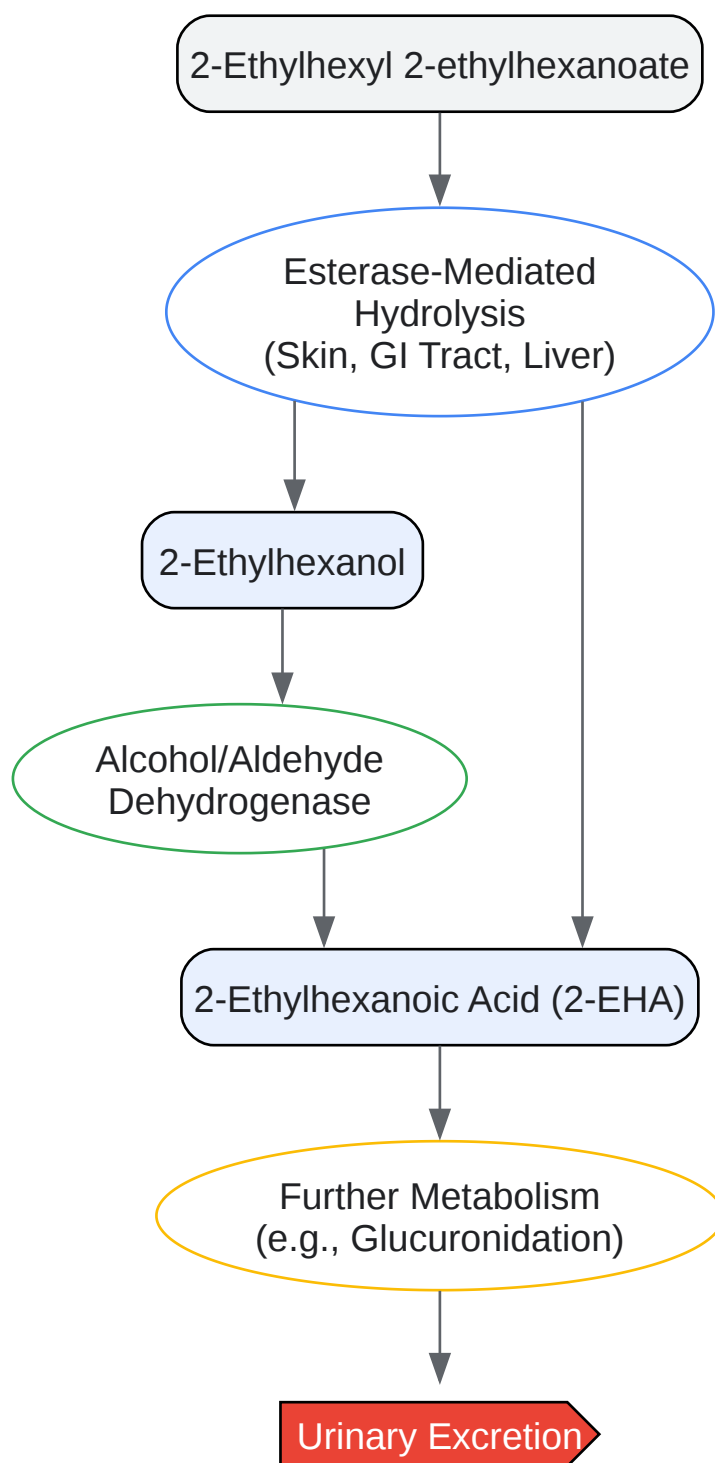 2-Ethylhexyl 2-ethylhexanoate
Esterase-Mediated
Hydrolysis
(Skin, GI Tract, Liver)
2-Ethylhexanol
Alcohol/Aldehyde
Dehydrogenase
2-Ethylhexanoic Acid (2-EHA)
Further Metabolism
(e.g., Glucuronidation)
Urinary Excretion